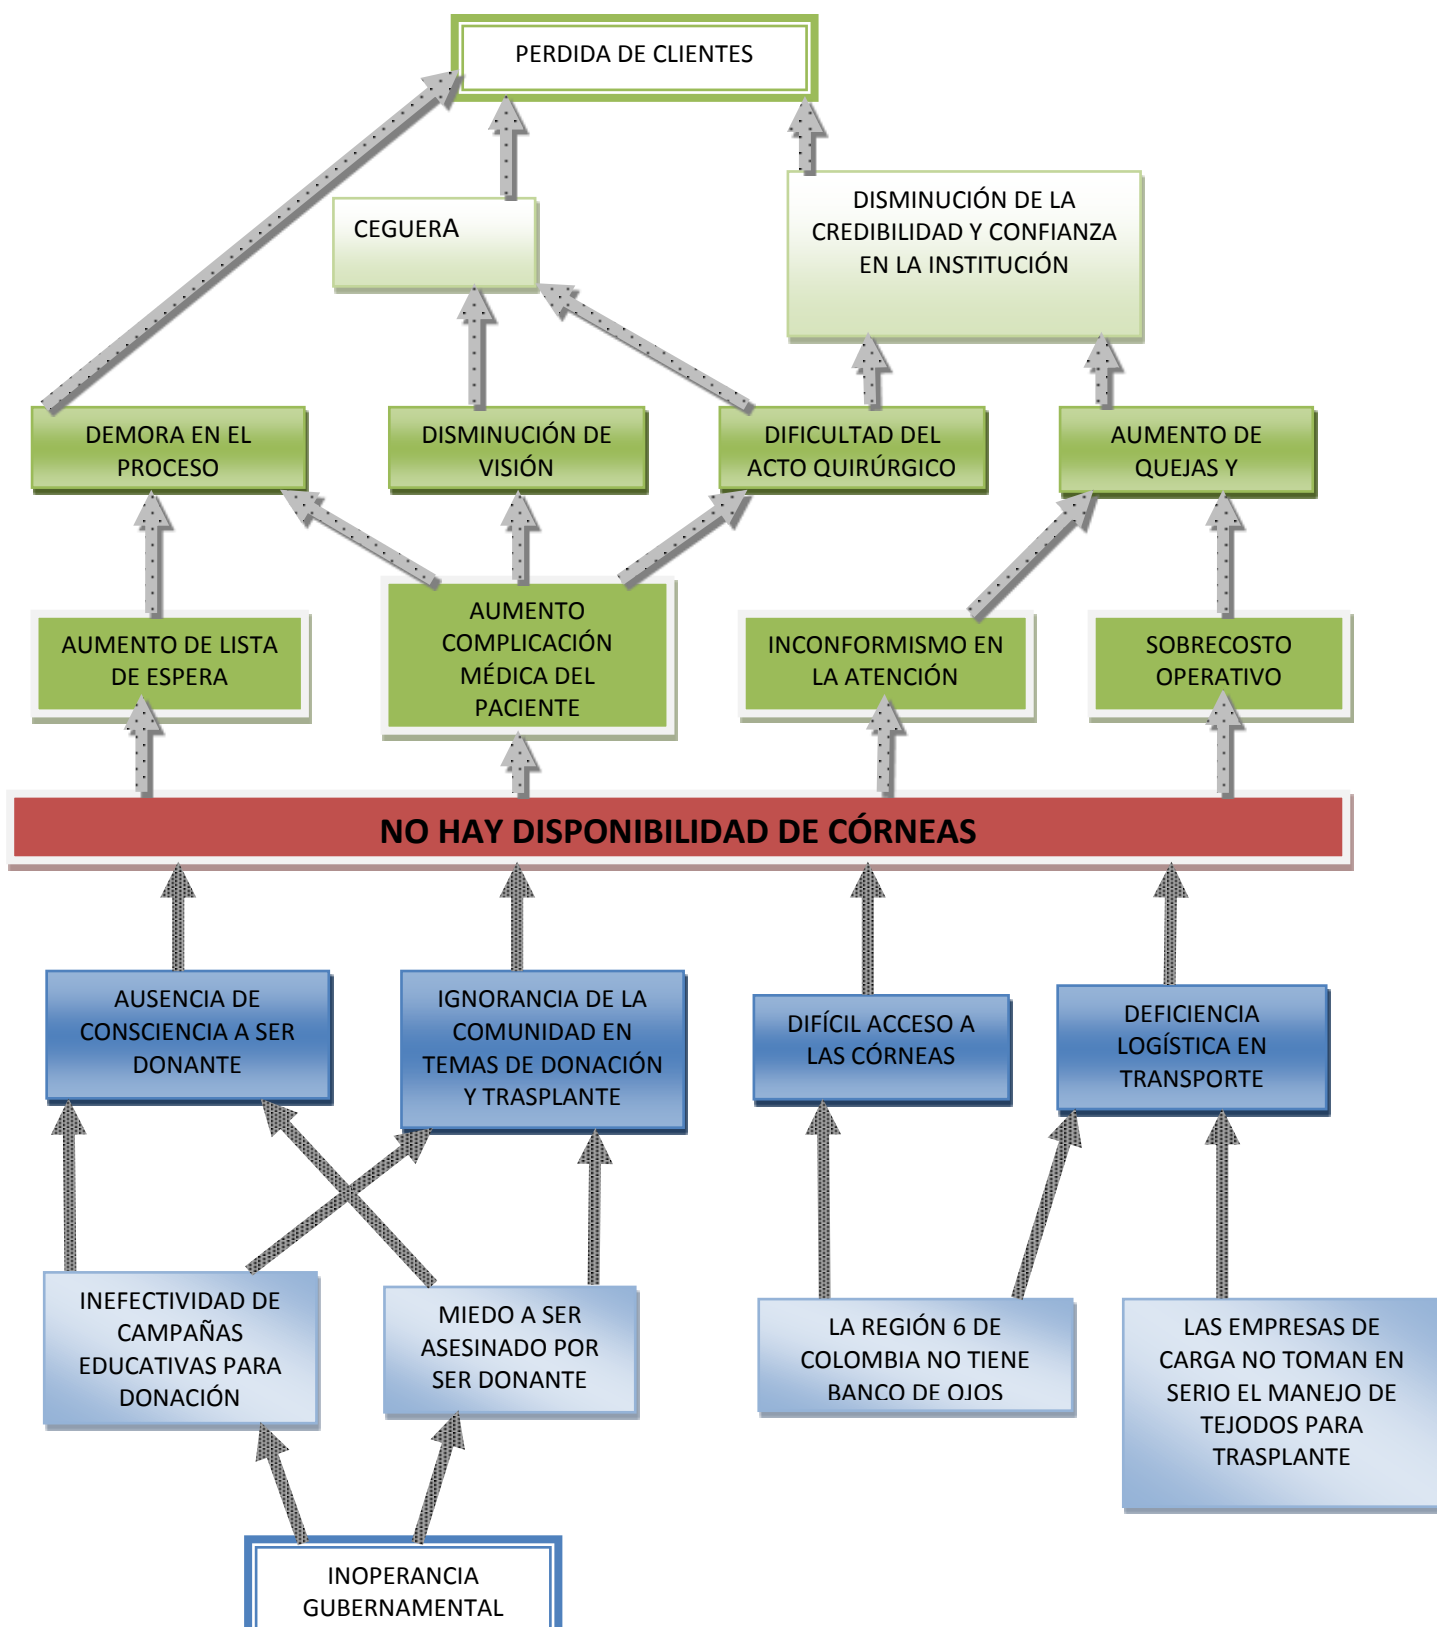 PERDIDA DE CLIENTES
CEGUERA
DISMINUCIÓN DE LA
CREDIBILIDAD Y CONFIANZA
EN LA INSTITUCIÓN
DEMORA EN EL
PROCESO
DISMINUCIÓN DE
VISIÓN
DIFICULTAD DEL
ACTO QUIRÚRGICO
AUMENTO DE
QUEJAS Y
AUMENTO DE LISTA
DE ESPERA
AUMENTO
COMPLICACIÓN
MÉDICA DEL
PACIENTE
INCONFORMISMO EN
LA ATENCIÓN
SOBRECOSTO
OPERATIVO
NO HAY DISPONIBILIDAD DE CÓRNEAS
AUSENCIA DE
CONSCIENCIA A SER
DONANTE
IGNORANCIA DE LA
COMUNIDAD EN
TEMAS DE DONACIÓN
Y TRASPLANTE
DIFÍCIL ACCESO A
LAS CÓRNEAS
DEFICIENCIA
LOGÍSTICA EN
TRANSPORTE
INEFECTIVIDAD DE
CAMPAÑAS
EDUCATIVAS PARA
DONACIÓN
MIEDO A SER
ASESINADO POR
SER DONANTE
LA REGIÓN 6 DE
COLOMBIA NO TIENE
BANCO DE OJOS
LAS EMPRESAS DE
CARGA NO TOMAN EN
SERIO EL MANEJO DE
TEJODOS PARA
TRASPLANTE
INOPERANCIA
GUBERNAMENTAL